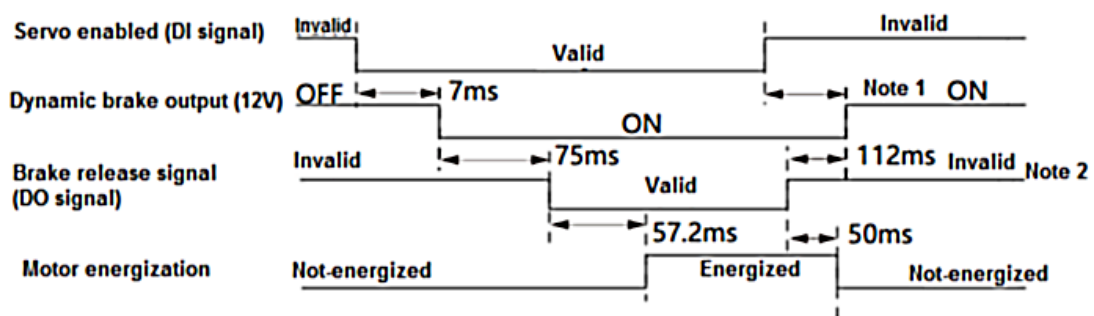 Servo enabled (DI signal)
Invalid
Valid
Invalid
Dynamic brake output (12V)
OFF
7ms
ON
Note 1
ON
Brake release signal
(DO signal)
Invalid
75ms
Valid
112ms
Invalid
Note 2
Motor energization
Not-energized
57.2ms
Energized
50ms
Not-energized